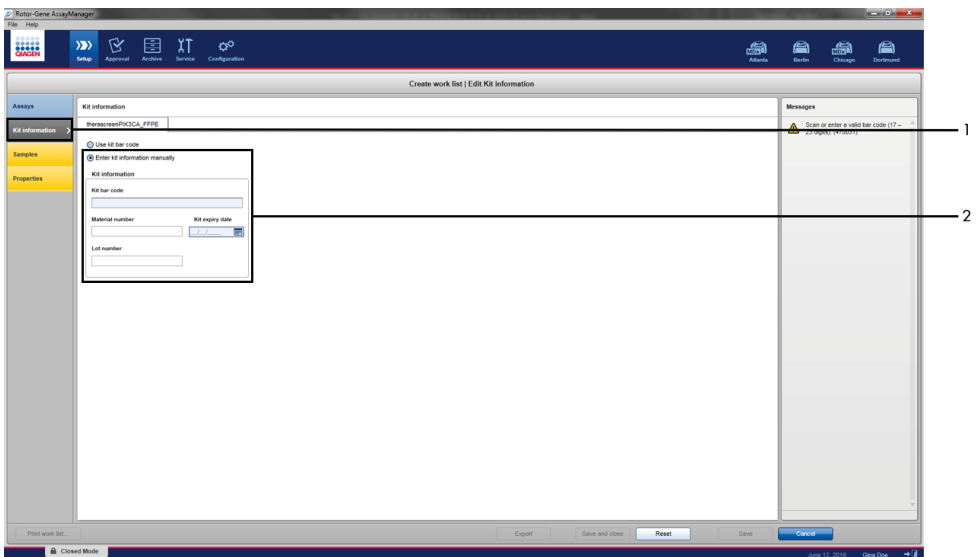 Rotor-Gene AssayManager
File Help
QIAGEN
Setup Approval Archive Service Configuration
MDx MDx
Atlanta Berlin Chicago Dortmund
Create work list | Edit Kit information
Assays
Kit information
Samples
Properties
Kit information
therascreenPIK3CA_FFPE
Use kit bar code
Enter kit information manually
Kit information
Kit bar code
Material number Kit expiry date
_/_/____
Lot number
Messages
Scan or enter a valid bar code (17 –
digits)
1
2
Print work list...
Export Save and close Reset Save Cancel
Closed Mode
June 12, 2019 Gina Doe